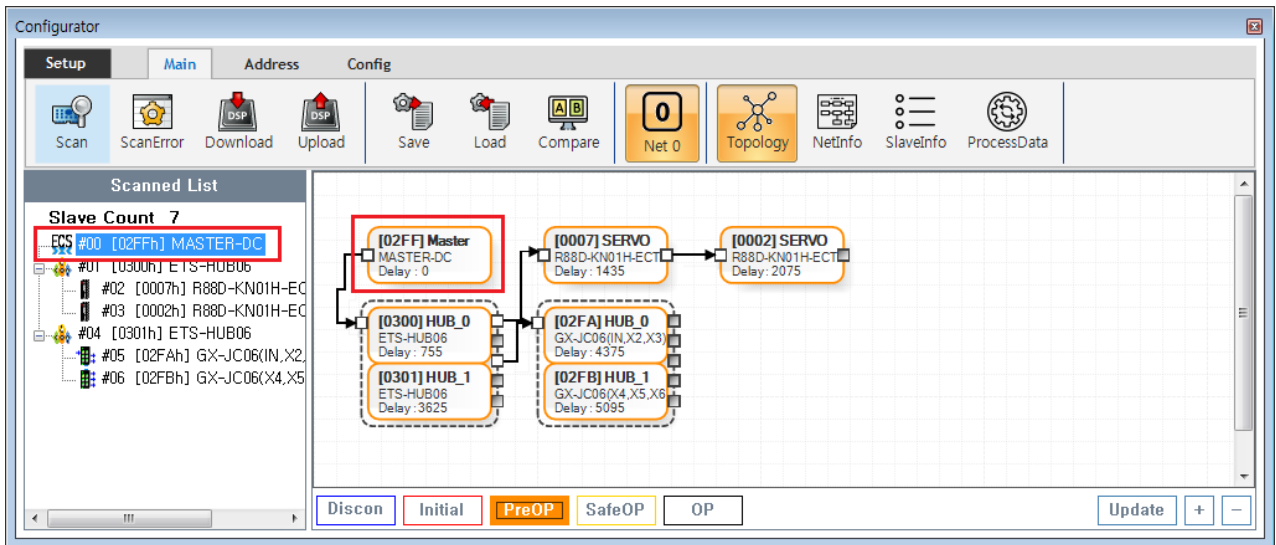 Configurator
Setup Main Address Config
DSP DSP A B 0
Scan ScanError Download Upload Save Load Compare Net 0 Topology NetInfo SlaveInfo ProcessData
Scanned List
Slave Count 7
ECS #00 [02FFh] MASTER-DC
#01 [0300h] ETS-HUB06
#02 [0007h] R88D-KN01H-EC
#03 [0002h] R88D-KN01H-EC
#04 [0301h] ETS-HUB06
#05 [02FAh] GX-JC06(IN,X2,
#06 [02FBh] GX-JC06(X4,X5
[02FF] Master
MASTER-DC
Delay : 0
[0007] SERVO
R88D-KN01H-ECT
Delay : 1435
[0002] SERVO
R88D-KN01H-ECT
Delay : 2075
[0300] HUB_0
ETS-HUB06
Delay : 755
[02FA] HUB_0
GX-JC06(IN,X2,X3)
Delay : 4375
[0301] HUB_1
ETS-HUB06
Delay : 3625
[02FB] HUB_1
GX-JC06(X4,X5,X6
Delay : 5095
Discon Initial PreOP SafeOP OP Update + −